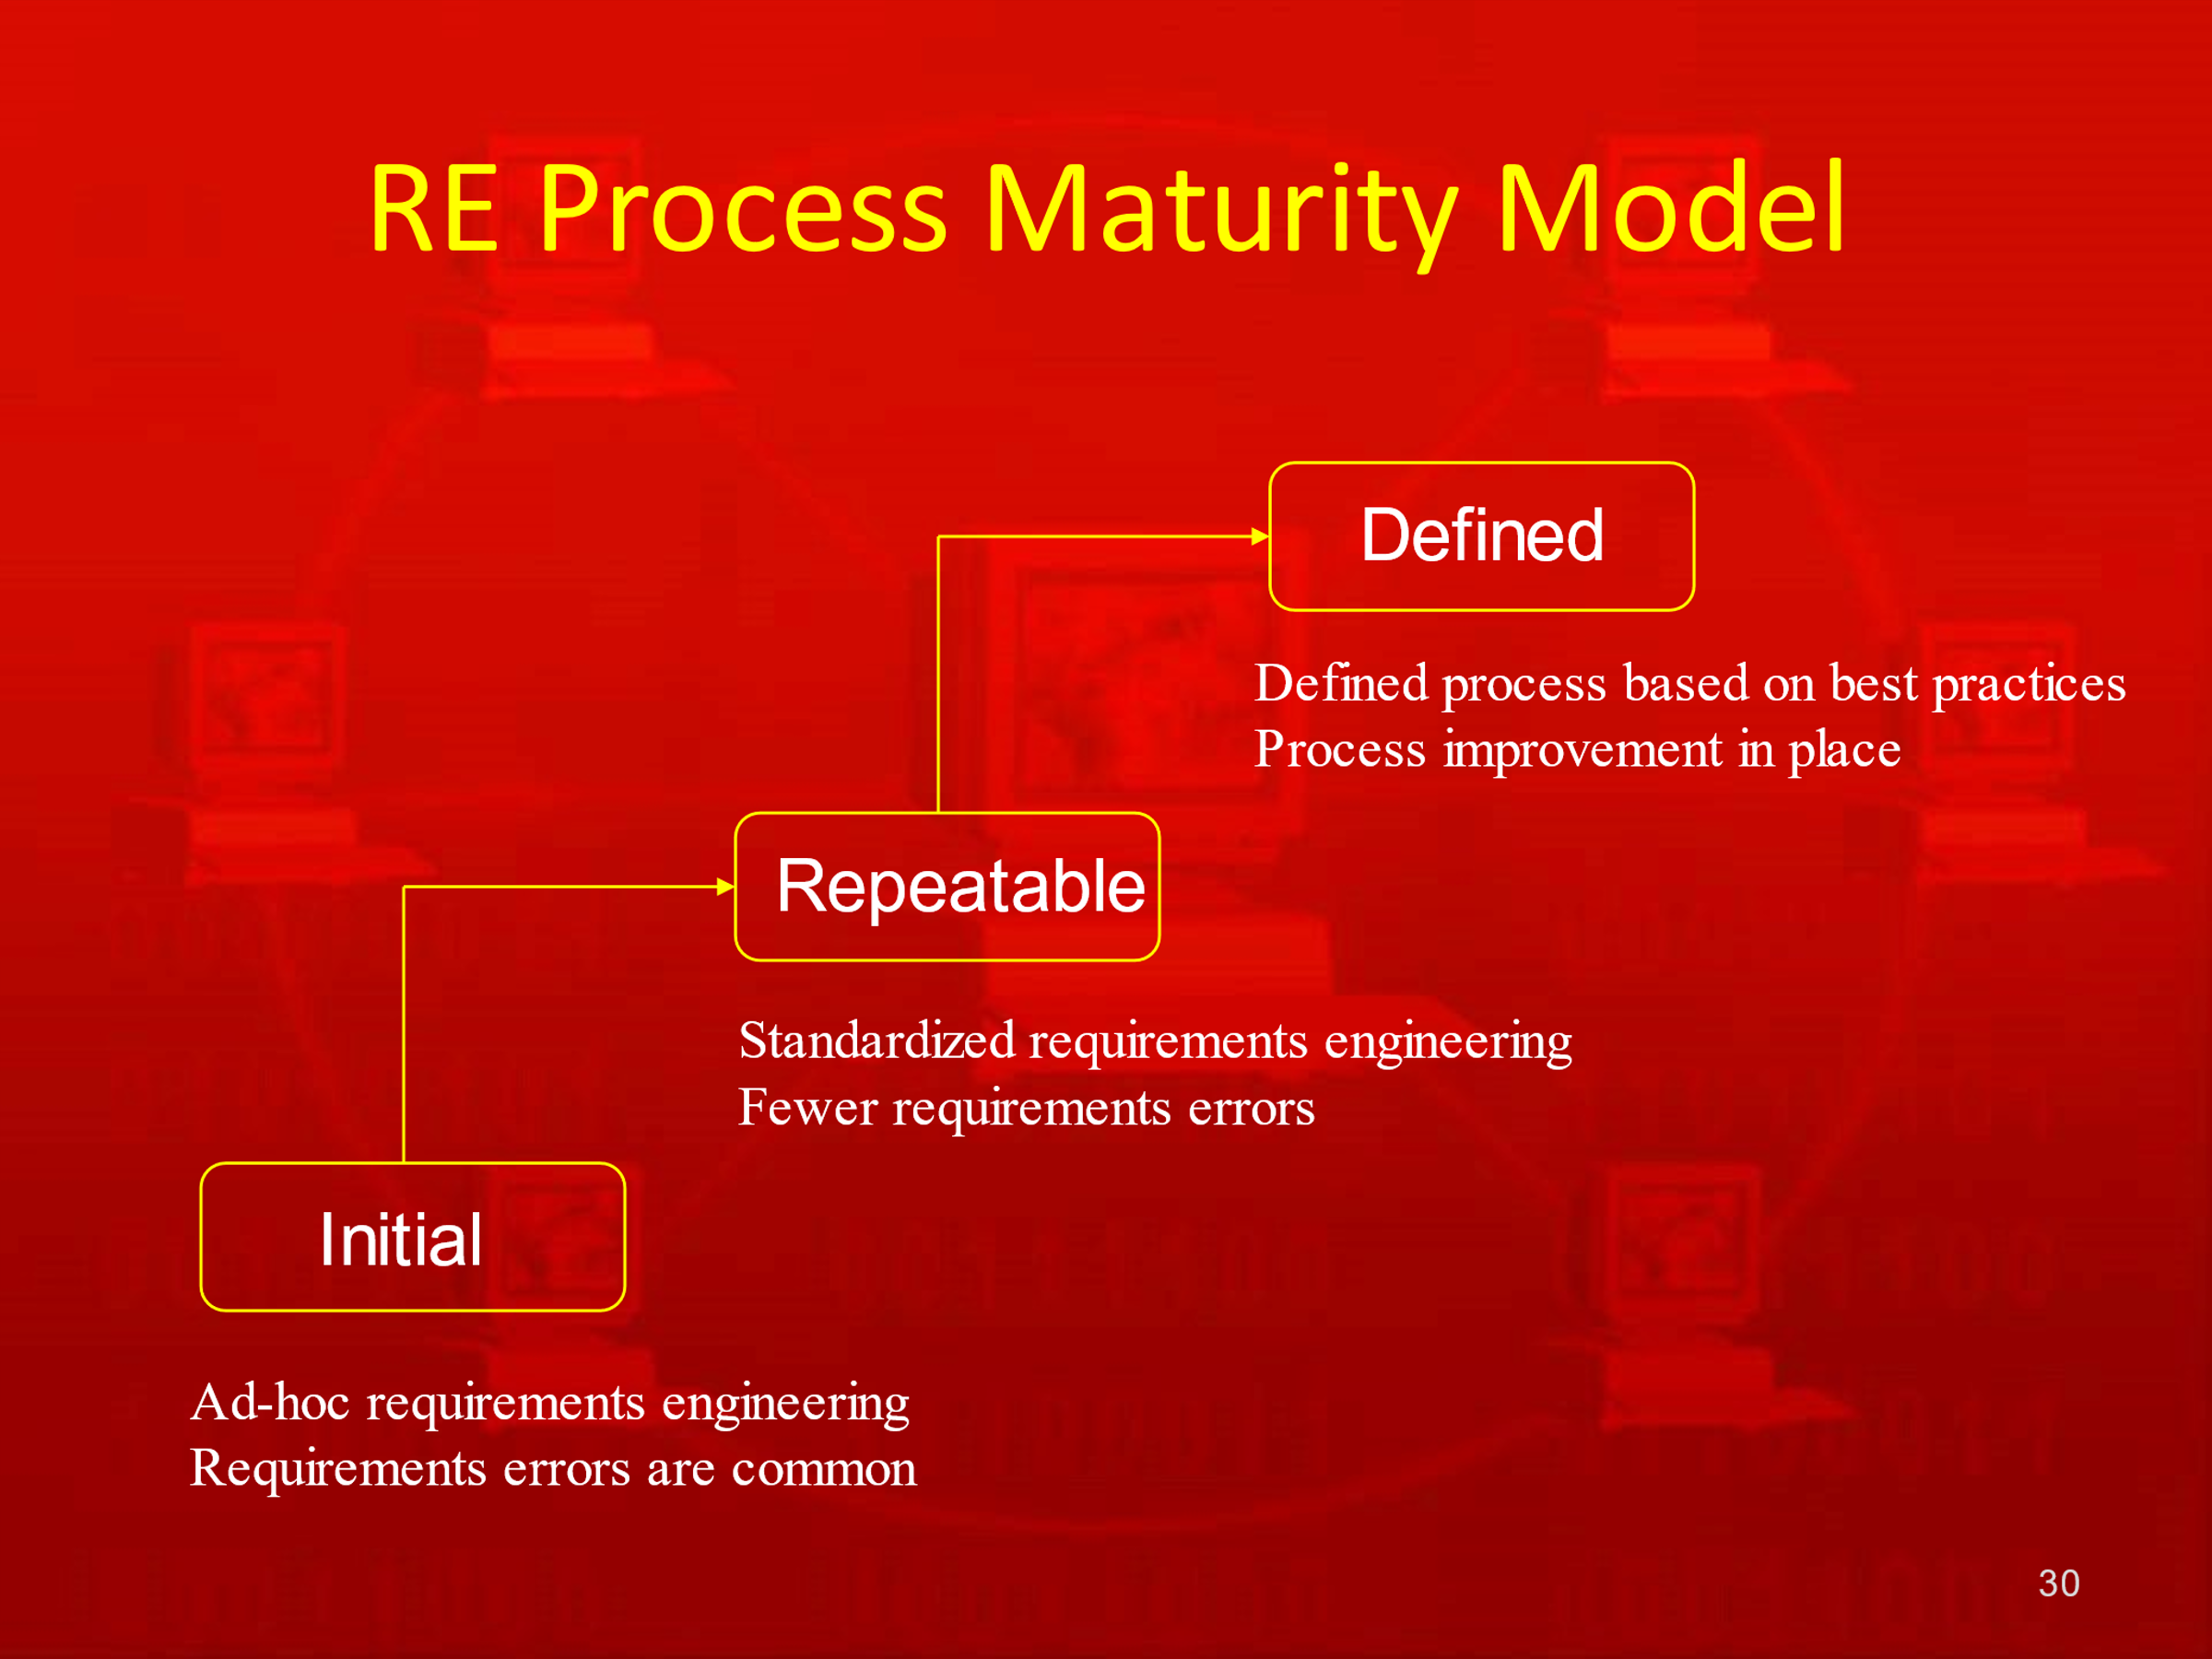 RE Process Maturity Model
Defined
Defined process based on best practices
Process improvement in place
Repeatable
Standardized requirements engineering
Fewer requirements errors
Initial
Ad-hoc requirements engineering
Requirements errors are common
30